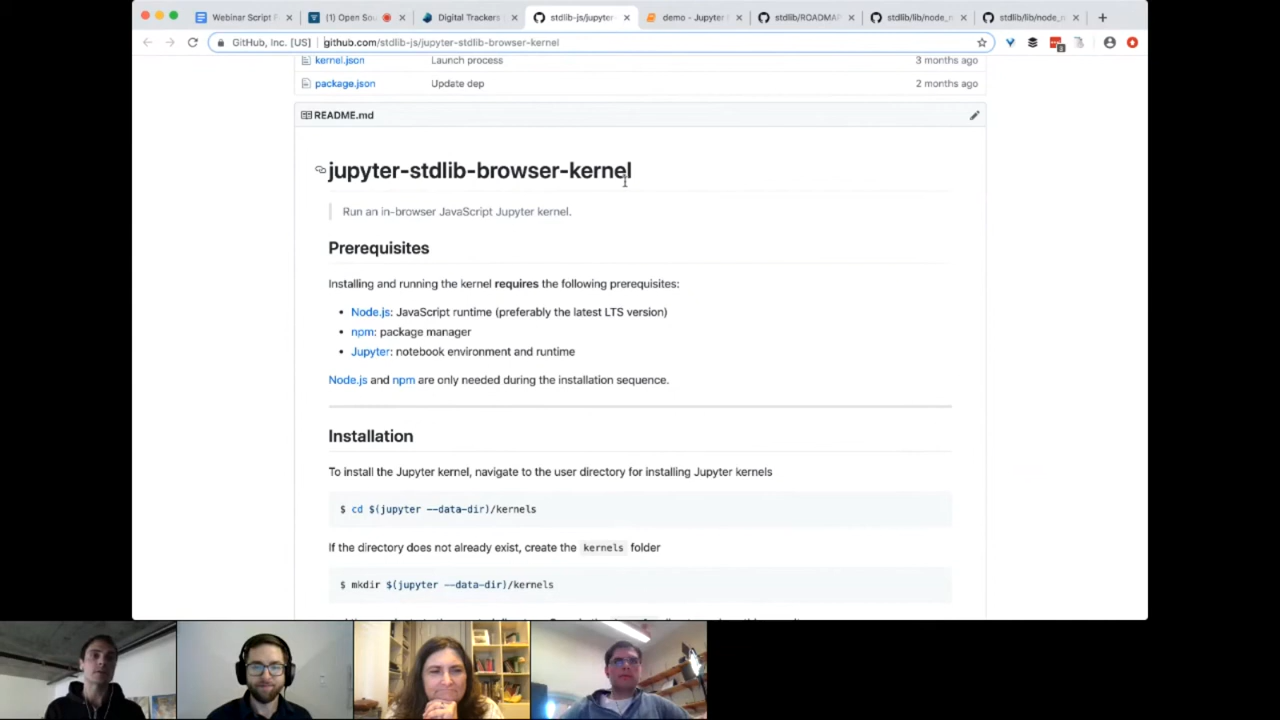 Webinar Script F
(1) Open Sou
Digital Trackers
stdlib-js/jupyter-
demo - Jupyter
stdlib/ROADMAP
stdlib/lib/node_m
stdlib/lib/node_m
GitHub, Inc. [US]
github.com/stdlib-js/jupyter-stdlib-browser-kernel
kernel.json Launch process 3 months ago
package.json Update dep 2 months ago
README.md
jupyter-stdlib-browser-kernel
Run an in-browser JavaScript Jupyter kernel.
Prerequisites
Installing and running the kernel requires the following prerequisites:
• Node.js: JavaScript runtime (preferably the latest LTS version)
• npm: package manager
• Jupyter: notebook environment and runtime
Node.js and npm are only needed during the installation sequence.
Installation
To install the Jupyter kernel, navigate to the user directory for installing Jupyter kernels
$ cd $(jupyter --data-dir)/kernels
If the directory does not already exist, create the kernels folder
$ mkdir $(jupyter --data-dir)/kernels